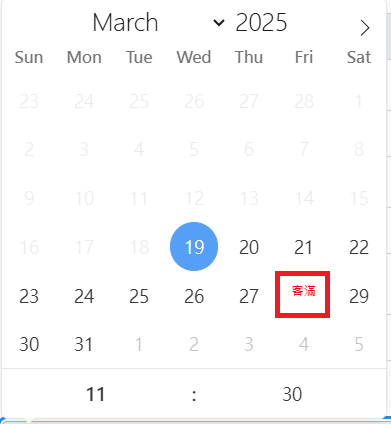 March 2025
Sun Mon Tue Wed Thu Fri Sat
23 24 25 26 27 28 1
2 3 4 5 6 7 8
9 10 11 12 13 14 15
16 17 18 19 20 21 22
23 24 25 26 27 客滿 29
30 31 1 2 3 4 5
11 : 30